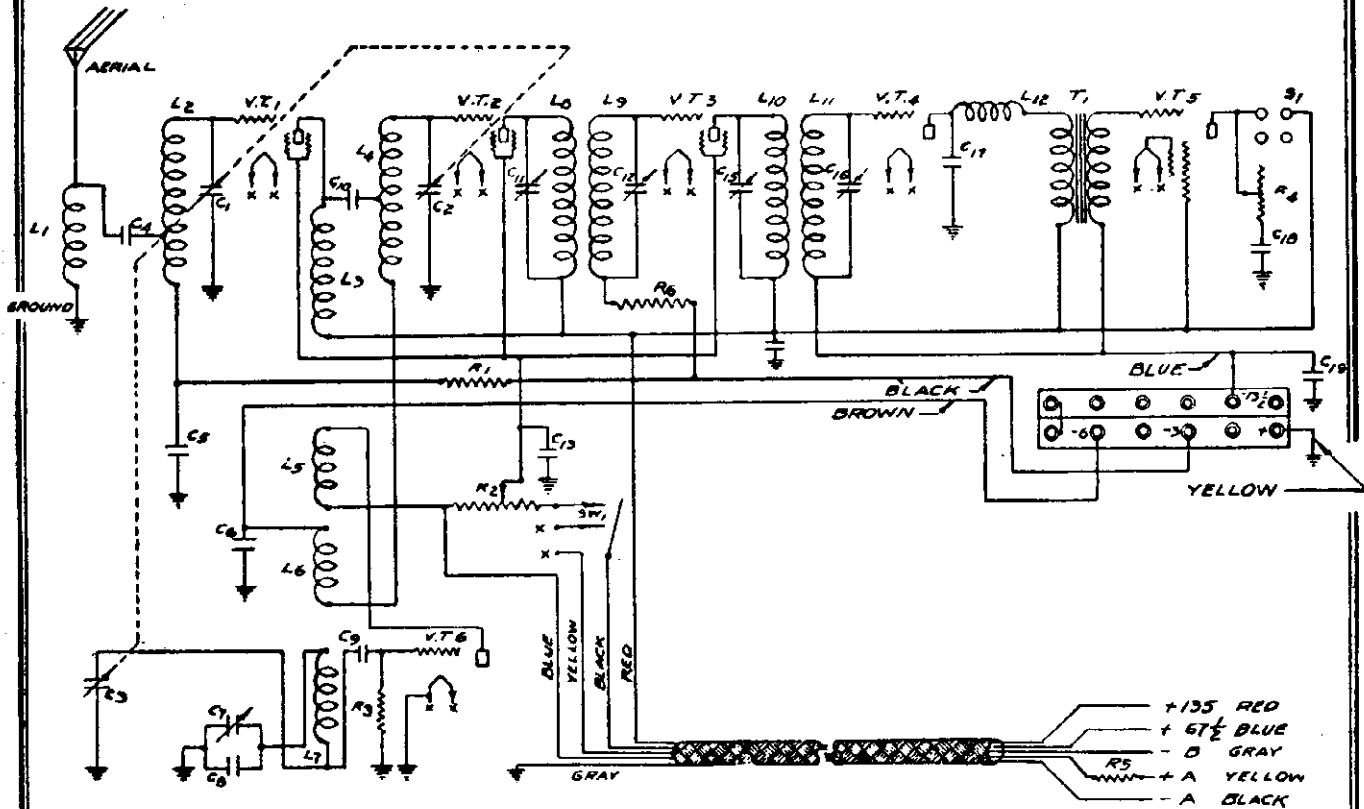 AERIAL
L2
V.T.1
V.T.2
L8
L9
V T 3
L10
L11
V.T.4
L12
T1
V.T.5
S1
L4
C10
C1
C2
C11
C12
C15
C16
C17
R4
C18
L1
C4
L3
GROUND
R6
R1
BLACK
BLUE
C19
BROWN
-13½
-6
-3
+
C5
L5
C13
YELLOW
R2
SW1
X
X
C6
L6
C9
V.T.6
BLUE
YELLOW
BLACK
RED
C3
C7
L7
R3
C8
GRAY
+135 RED
+ 67½ BLUE
- B GRAY
R5
+ A YELLOW
- A BLACK